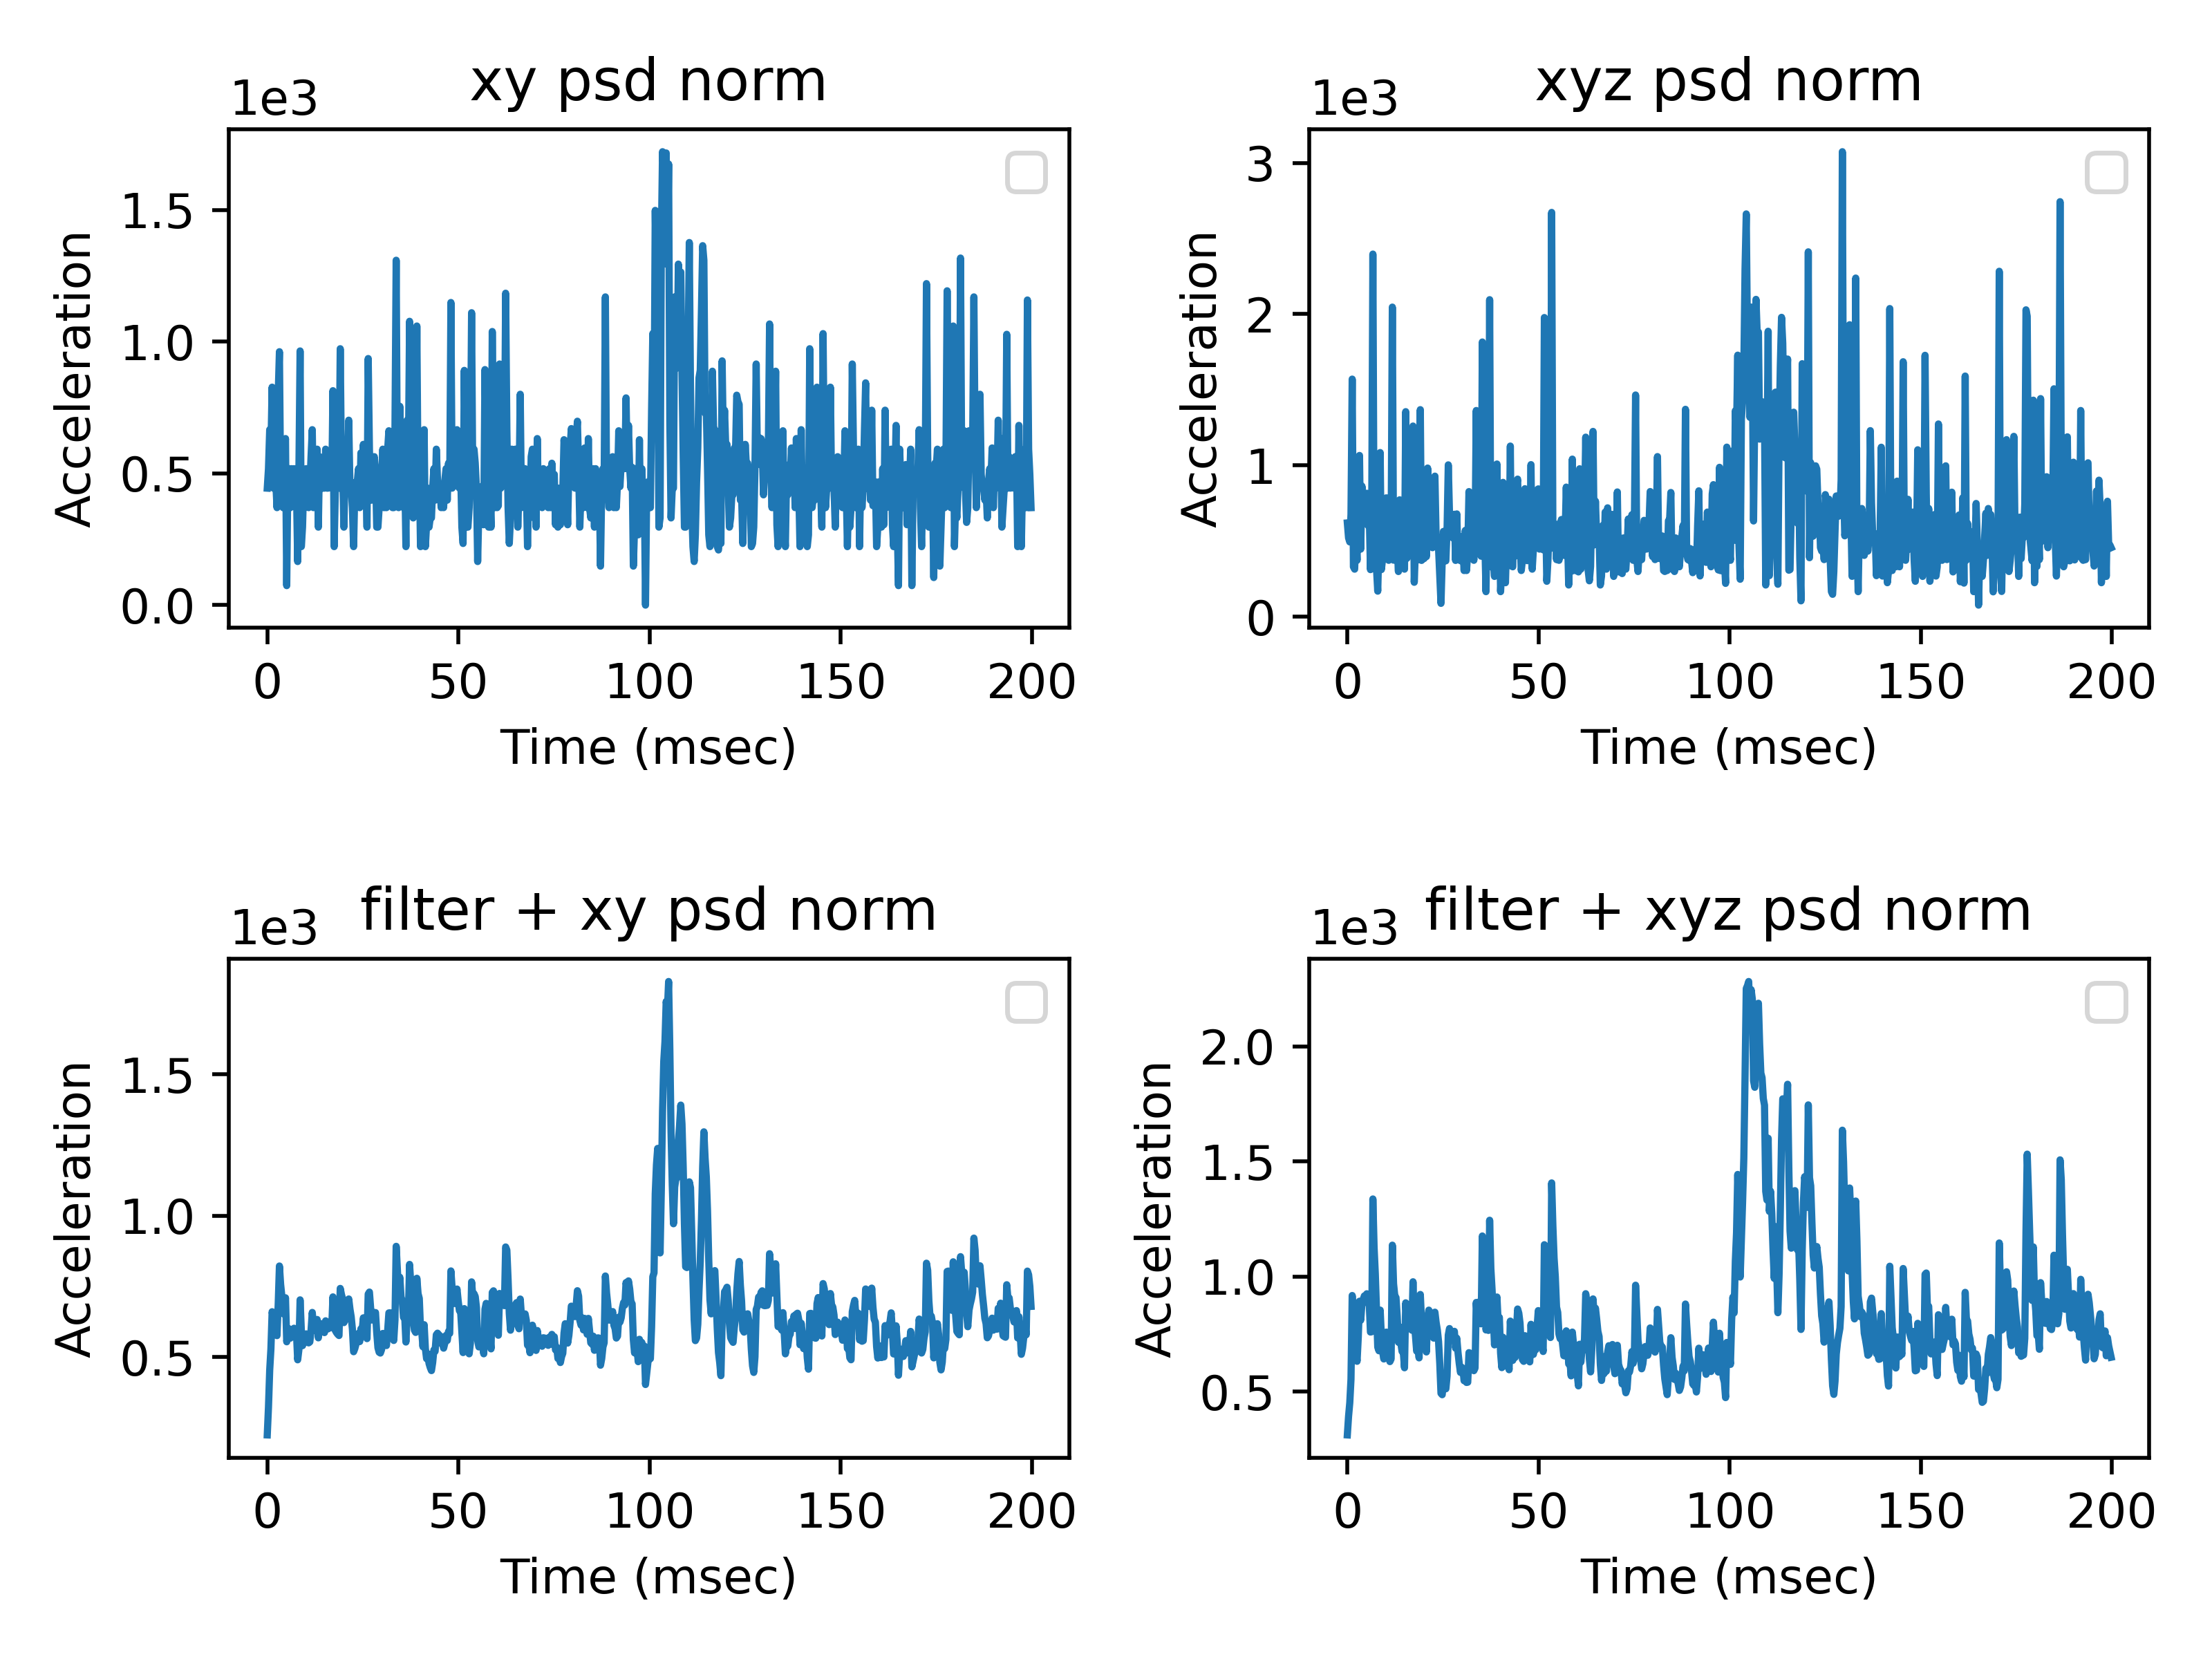 xy psd norm
1e3
Acceleration
1.5
1.0
0.5
0.0
0 50 100 150 200
Time (msec)
xyz psd norm
1e3
Acceleration
3
2
1
0
0 50 100 150 200
Time (msec)
filter + xy psd norm
1e3
Acceleration
1.5
1.0
0.5
0 50 100 150 200
Time (msec)
filter + xyz psd norm
1e3
Acceleration
2.0
1.5
1.0
0.5
0 50 100 150 200
Time (msec)